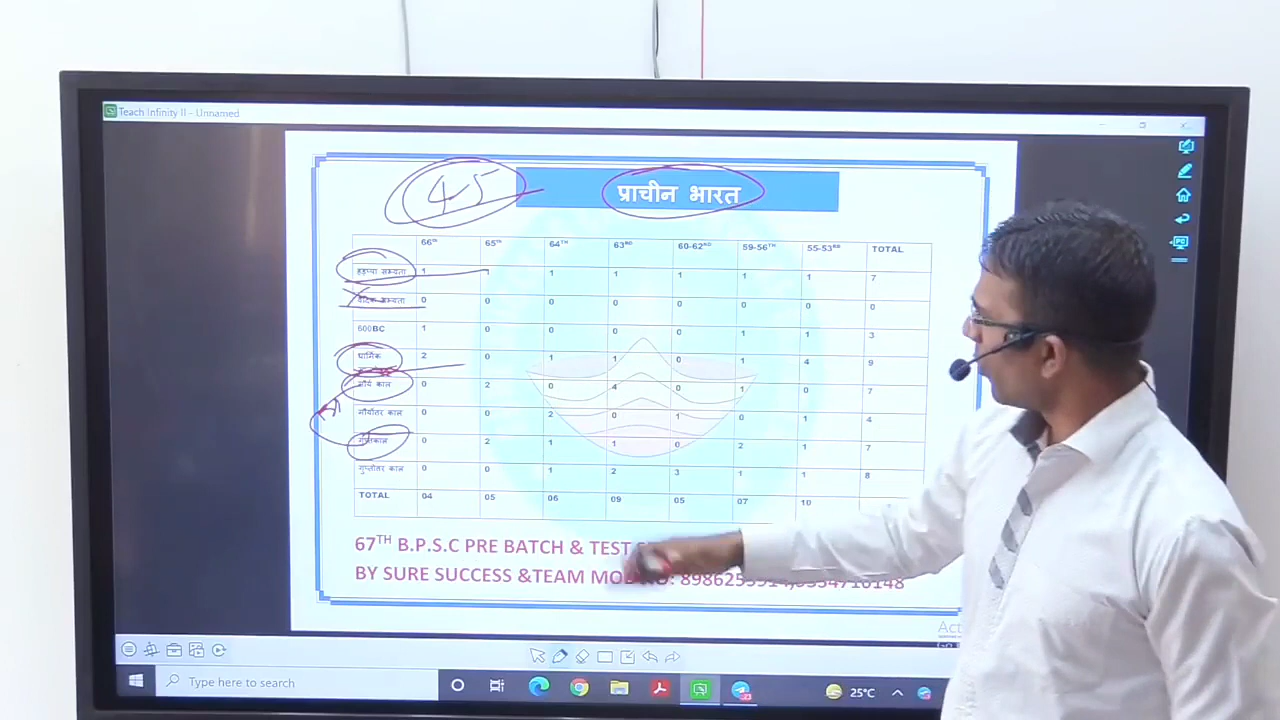 Teach Infinity II - Unnamed
4-5
प्राचीन भारत
66TH 65TH 64TH 63RD 60-62ND 59-56TH 55-53RD TOTAL
हड़प्पा सभ्यता 1 1 1 1 1 1 7
वैदिक सभ्यता 0 0 0 0 0 0 0 0
600BC 1 0 0 0 0 1 1 3
धार्मिक 2 0 1 1 0 1 4 9
मौर्य काल 0 2 0 4 0 1 0 7
मौर्योतर काल 0 0 2 0 1 0 1 4
गुप्तकाल 0 2 1 1 0 2 1 7
गुप्तोतर काल 0 0 1 2 3 1 1 8
TOTAL 04 05 06 09 05 07 10
67TH B.P.S.C PRE BATCH & TEST
BY SURE SUCCESS &TEAM
Type here to search
25°C